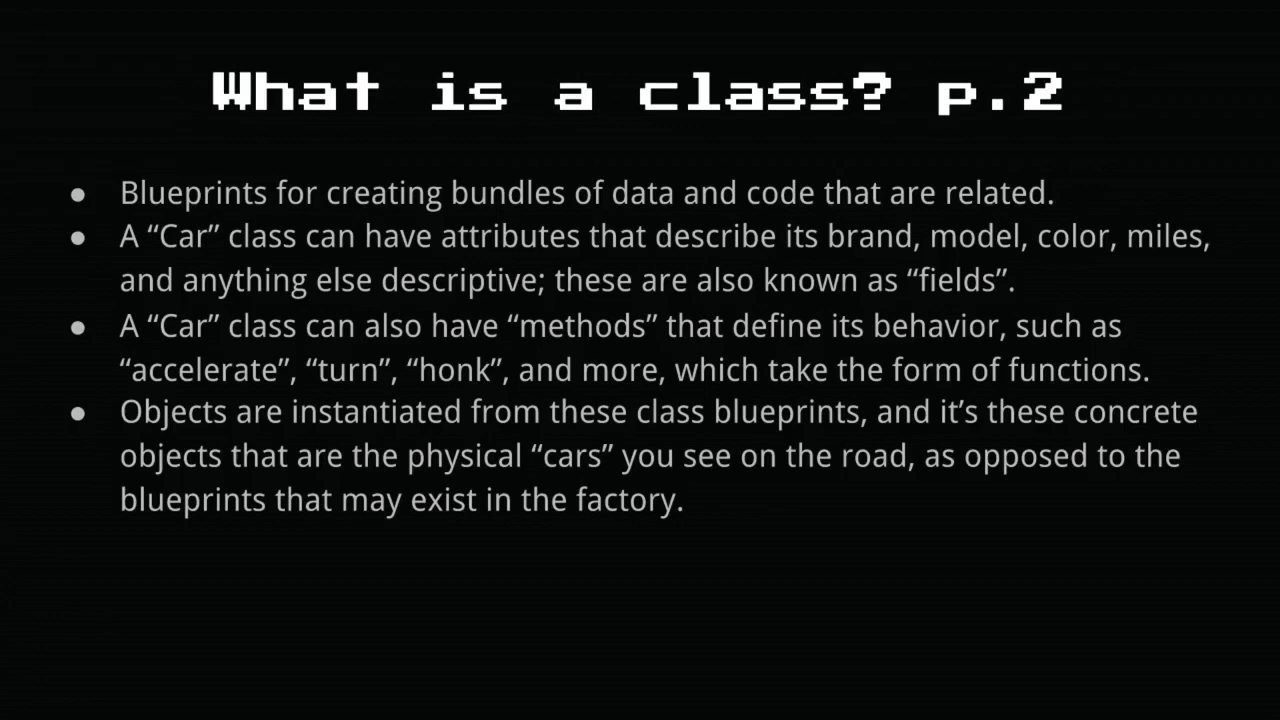 What is a class? p.2
● Blueprints for creating bundles of data and code that are related.
● A “Car” class can have attributes that describe its brand, model, color, miles,
and anything else descriptive; these are also known as “fields”.
● A “Car” class can also have “methods” that define its behavior, such as
“accelerate”, “turn”, “honk”, and more, which take the form of functions.
● Objects are instantiated from these class blueprints, and it’s these concrete
objects that are the physical “cars” you see on the road, as opposed to the
blueprints that may exist in the factory.